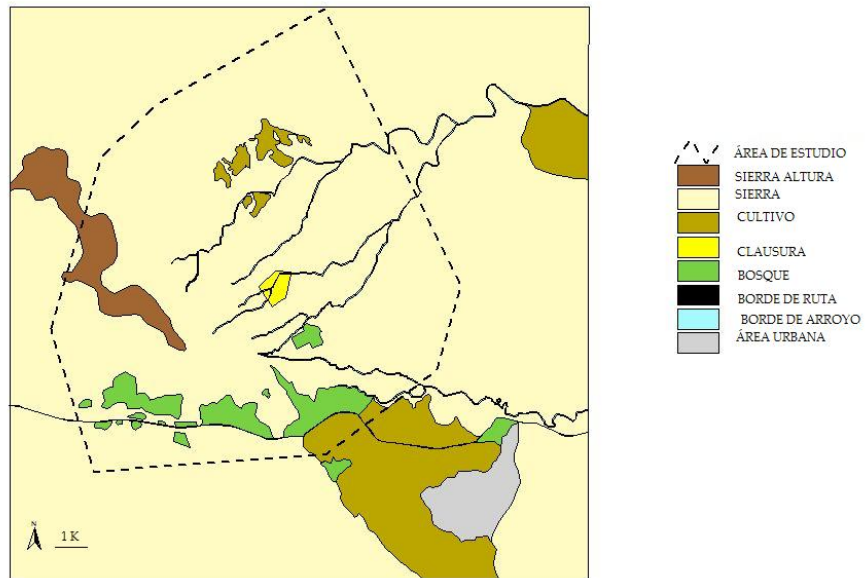 ÁREA DE ESTUDIO
SIERRA ALTURA
SIERRA
CULTIVO
CLAUSURA
BOSQUE
BORDE DE RUTA
BORDE DE ARROYO
ÁREA URBANA
N
1 K